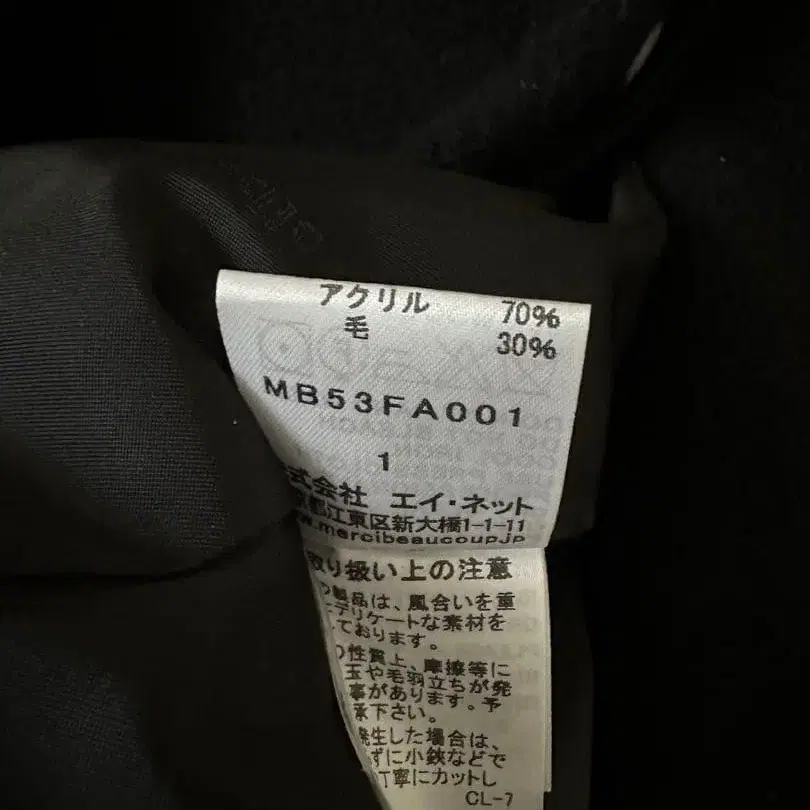 アクリル 70%
毛 30%
MB53FA001
1
式会社 エイ・ネット
都江東区新大橋1-1-11
www.mercibeaucoup.jp
取り扱い上の注意
製品は、風合いを重
デリケートな素材を
ております。
の性質上、摩擦等に
玉や毛羽立ちが発
事があります。予
承下さい。
発生した場合は、
ずに小鋏などで
丁寧にカットし
CL-7